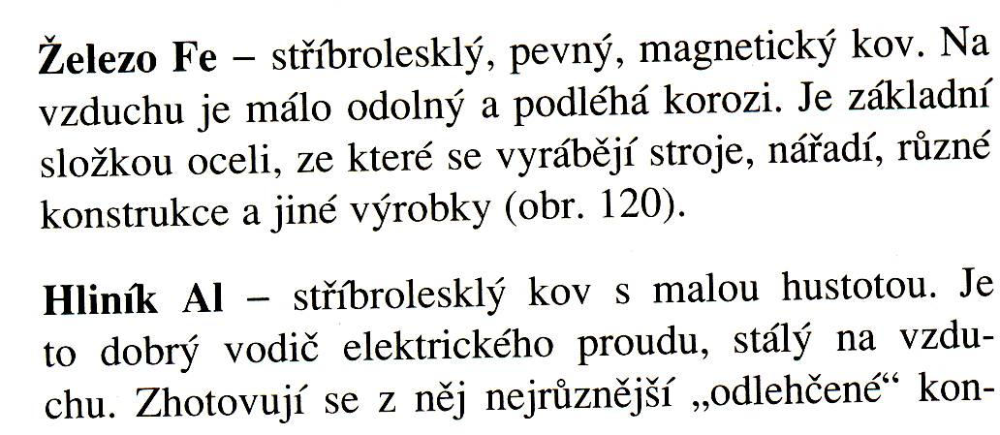 Železo Fe – stříbrolesklý, pevný, magnetický kov. Na
vzduchu je málo odolný a podléhá korozi. Je základní
složkou oceli, ze které se vyrábějí stroje, nářadí, různé
konstrukce a jiné výrobky (obr. 120).
Hliník Al – stříbrolesklý kov s malou hustotou. Je
to dobrý vodič elektrického proudu, stálý na vzdu-
chu. Zhotovují se z něj nejrůznější „odlehčené“ kon-